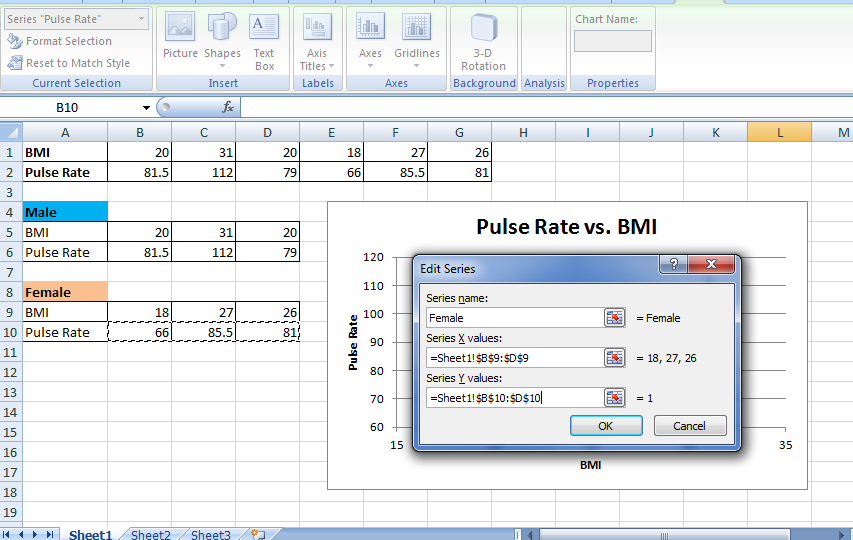 Series "Pulse Rate"
Format Selection
Reset to Match Style
Current Selection
Picture Shapes Text Box
Insert
Axis Titles
Labels
Axes Gridlines
Axes
3-D Rotation
Background
Analysis
Chart Name:
Properties
B10 fx
A B C D E F G H I J K L M
1 BMI 20 31 20 18 27 26
2 Pulse Rate 81.5 112 79 66 85.5 81
3
4 Male
5 BMI 20 31 20
6 Pulse Rate 81.5 112 79
7
8 Female
9 BMI 18 27 26
10 Pulse Rate 66 85.5 81
11
12
13
14
15
16
17
18
19
Pulse Rate vs. BMI
120
110
100
90
80
70
60
Pulse Rate
15 35
BMI
Edit Series ?
Series name:
Female = Female
Series X values:
=Sheet1!$B$9:$D$9 = 18, 27, 26
Series Y values:
=Sheet1!$B$10:$D$10 = 1
OK Cancel
Sheet1 Sheet2 Sheet3